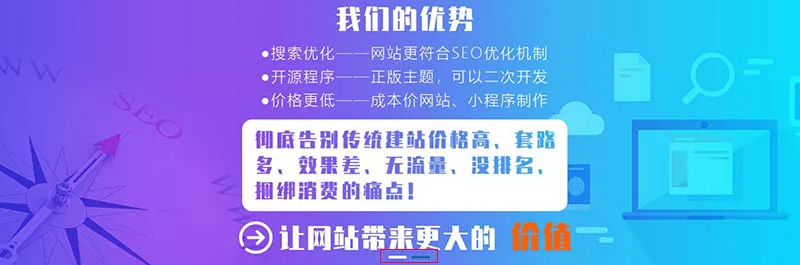 我们的优势
●搜索优化——网站更符合SEO优化机制
●开源程序——正版主题,可以二次开发
●价格更低——成本价网站、小程序制作
彻底告别传统建站价格高、套路
多、效果差、无流量、没排名、
捆绑消费的痛点!
让网站带来更大的 价值
WWW
WWW
SEO
WW